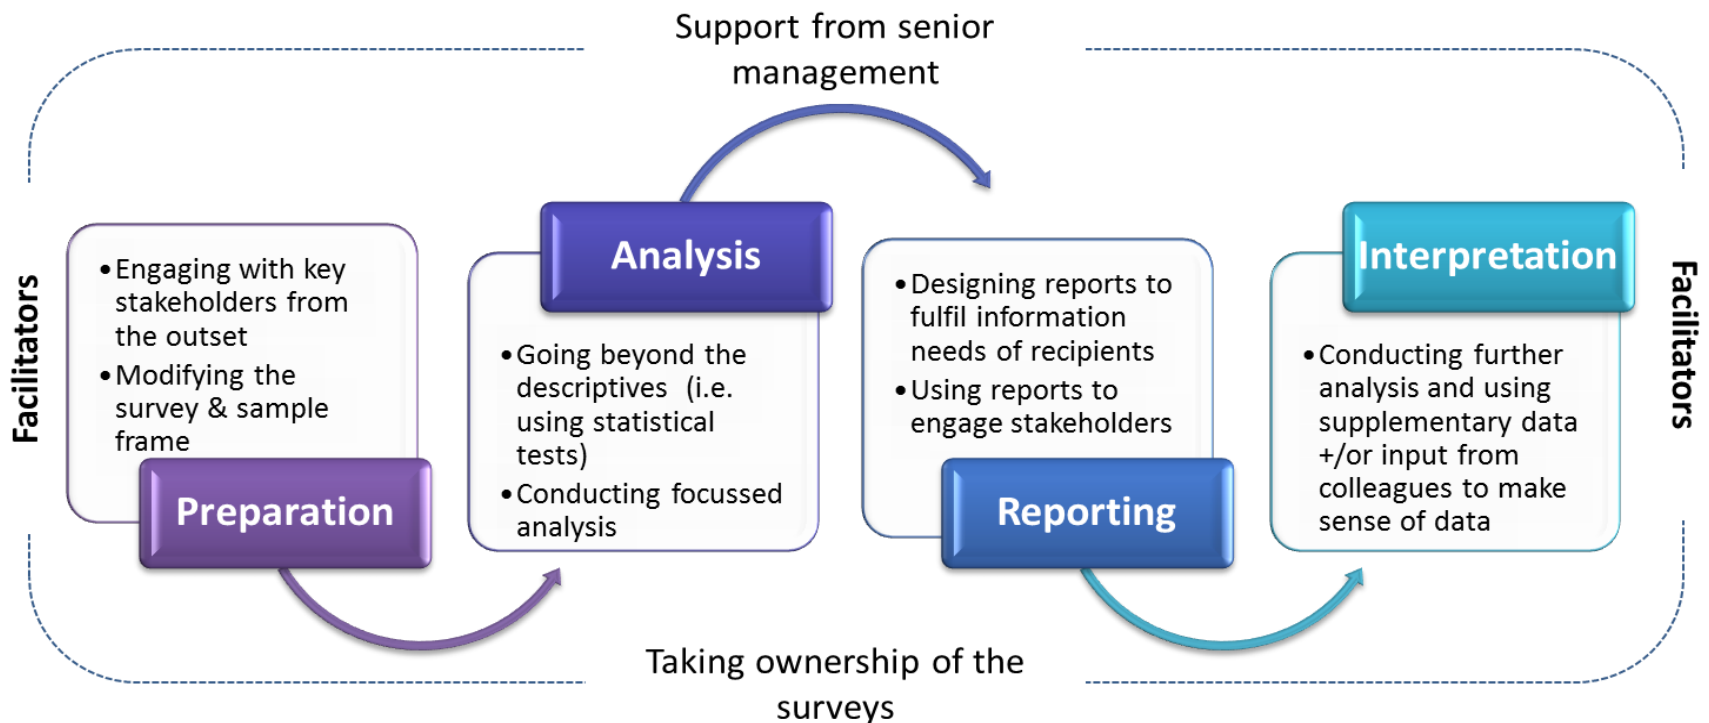 Support from senior
management
Facilitators
•Engaging with key
stakeholders from
the outset
•Modifying the
survey & sample
frame
Preparation
Analysis
•Going beyond the
descriptives (i.e.
using statistical
tests)
•Conducting focussed
analysis
•Designing reports to
fulfil information
needs of recipients
•Using reports to
engage stakeholders
Reporting
Interpretation
•Conducting further
analysis and using
supplementary data
+/or input from
colleagues to make
sense of data
Facilitators
Taking ownership of the
surveys